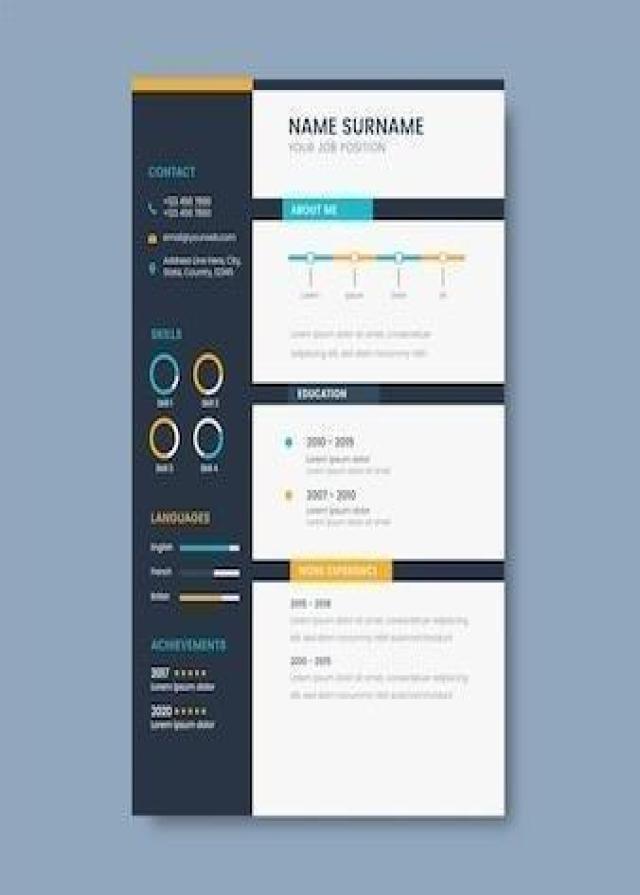 NAME SURNAME
YOUR JOB POSITION
CONTACT
+123 456 7890
+123 456 7890
email@yourweb.com
Address Line Here, City,
State, Country, 12345
SKILLS
Skill 1
Skill 2
Skill 3
Skill 4
LANGUAGES
English
French
ACHIEVEMENTS
2017 ★★★★★
Lorem ipsum dolor
2020 ★★★★★
Lorem ipsum dolor
ABOUT ME
Lorem
Ipsum
Dolor
Lorem ipsum dolor sit amet, consectetuer
adipiscing elit, sed diam nonummy nibh
EDUCATION
2010 - 2015
Lorem ipsum dolor
Lorem ipsum dolor sit amet
2007 - 2010
Lorem ipsum dolor
Lorem ipsum dolor sit amet
WORK EXPERIENCE
2015 - 2018
Lorem ipsum dolor sit amet, consectetuer adipiscing
elit, sed diam nonummy nibh euismod tincidunt
2010 - 2015
Lorem ipsum dolor sit amet, consectetuer adipiscing
elit, sed diam nonummy nibh euismod tincidunt